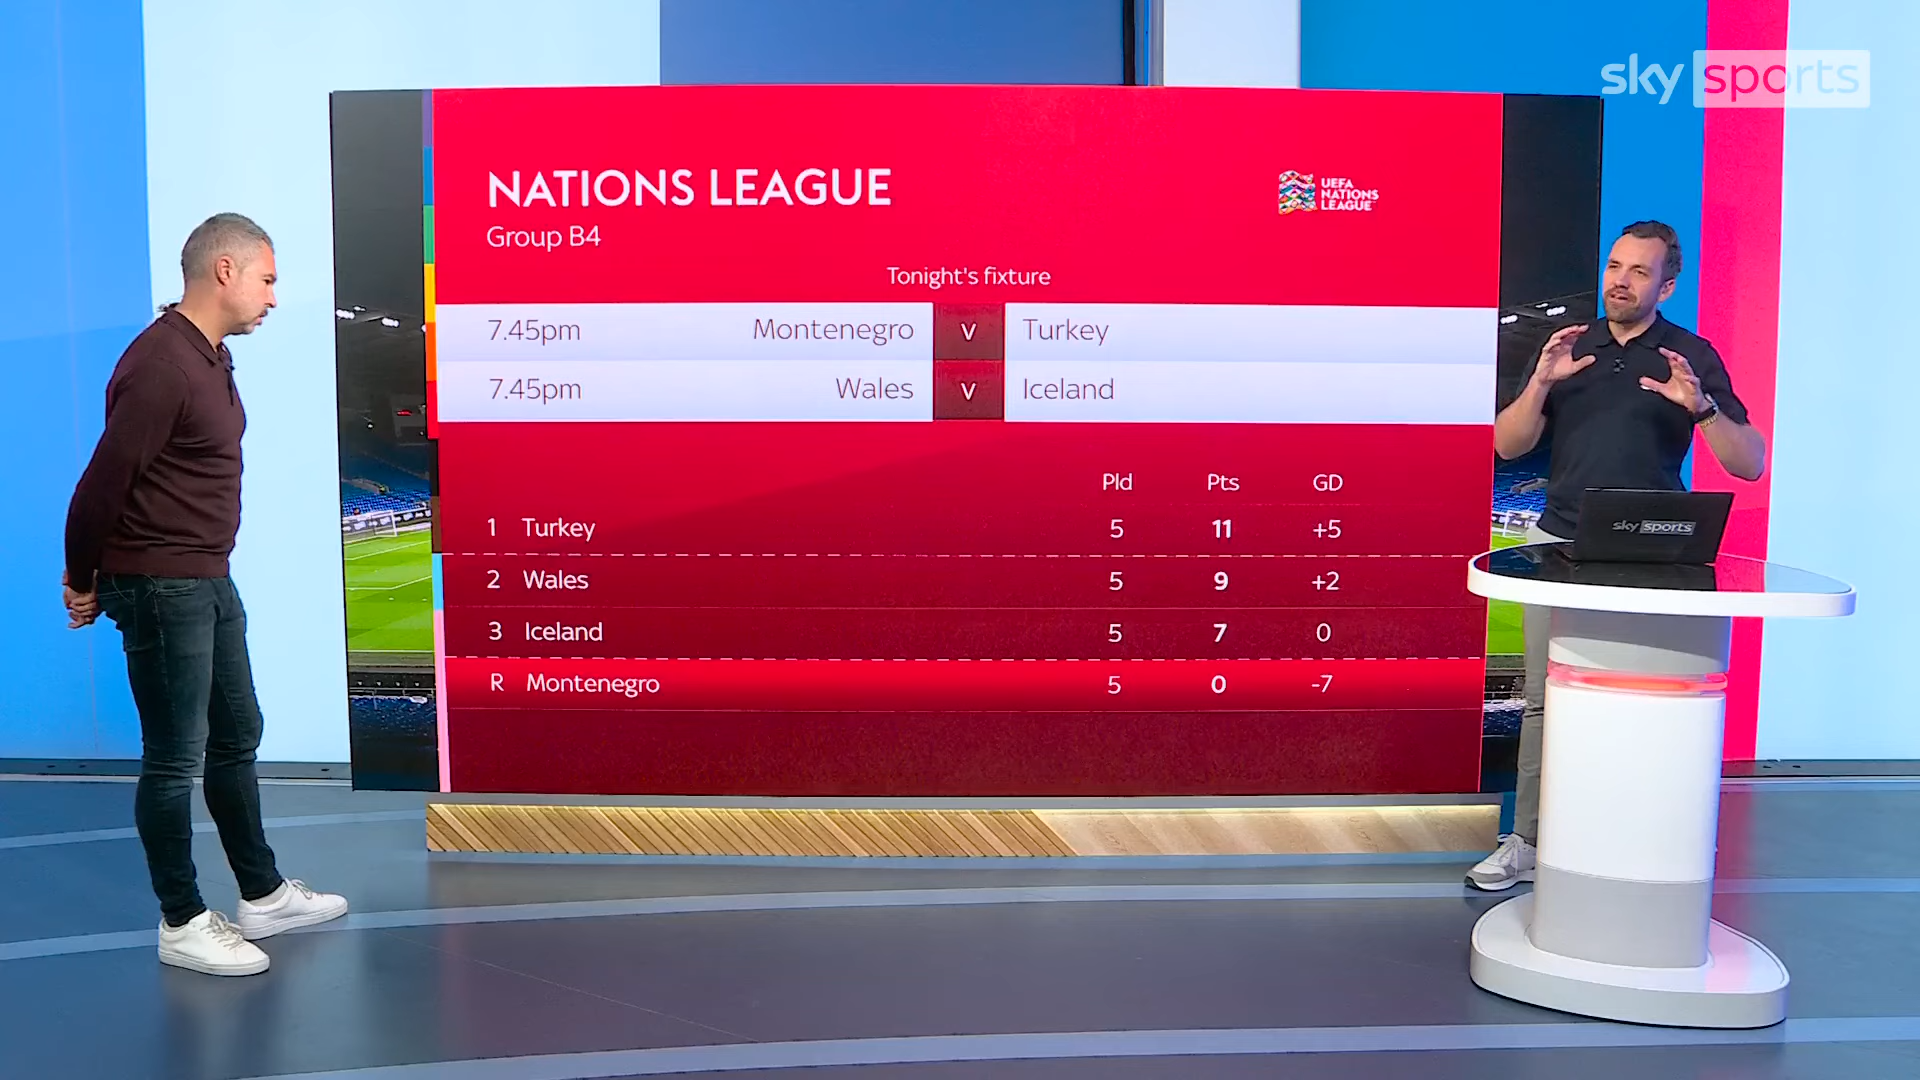 sky sports
NATIONS LEAGUE
UEFA
NATIONS
LEAGUE
Group B4
Tonight's fixture
7.45pm Montenegro v Turkey
7.45pm Wales v Iceland
Pld Pts GD
1 Turkey 5 11 +5
2 Wales 5 9 +2
3 Iceland 5 7 0
R Montenegro 5 0 -7
sky sports